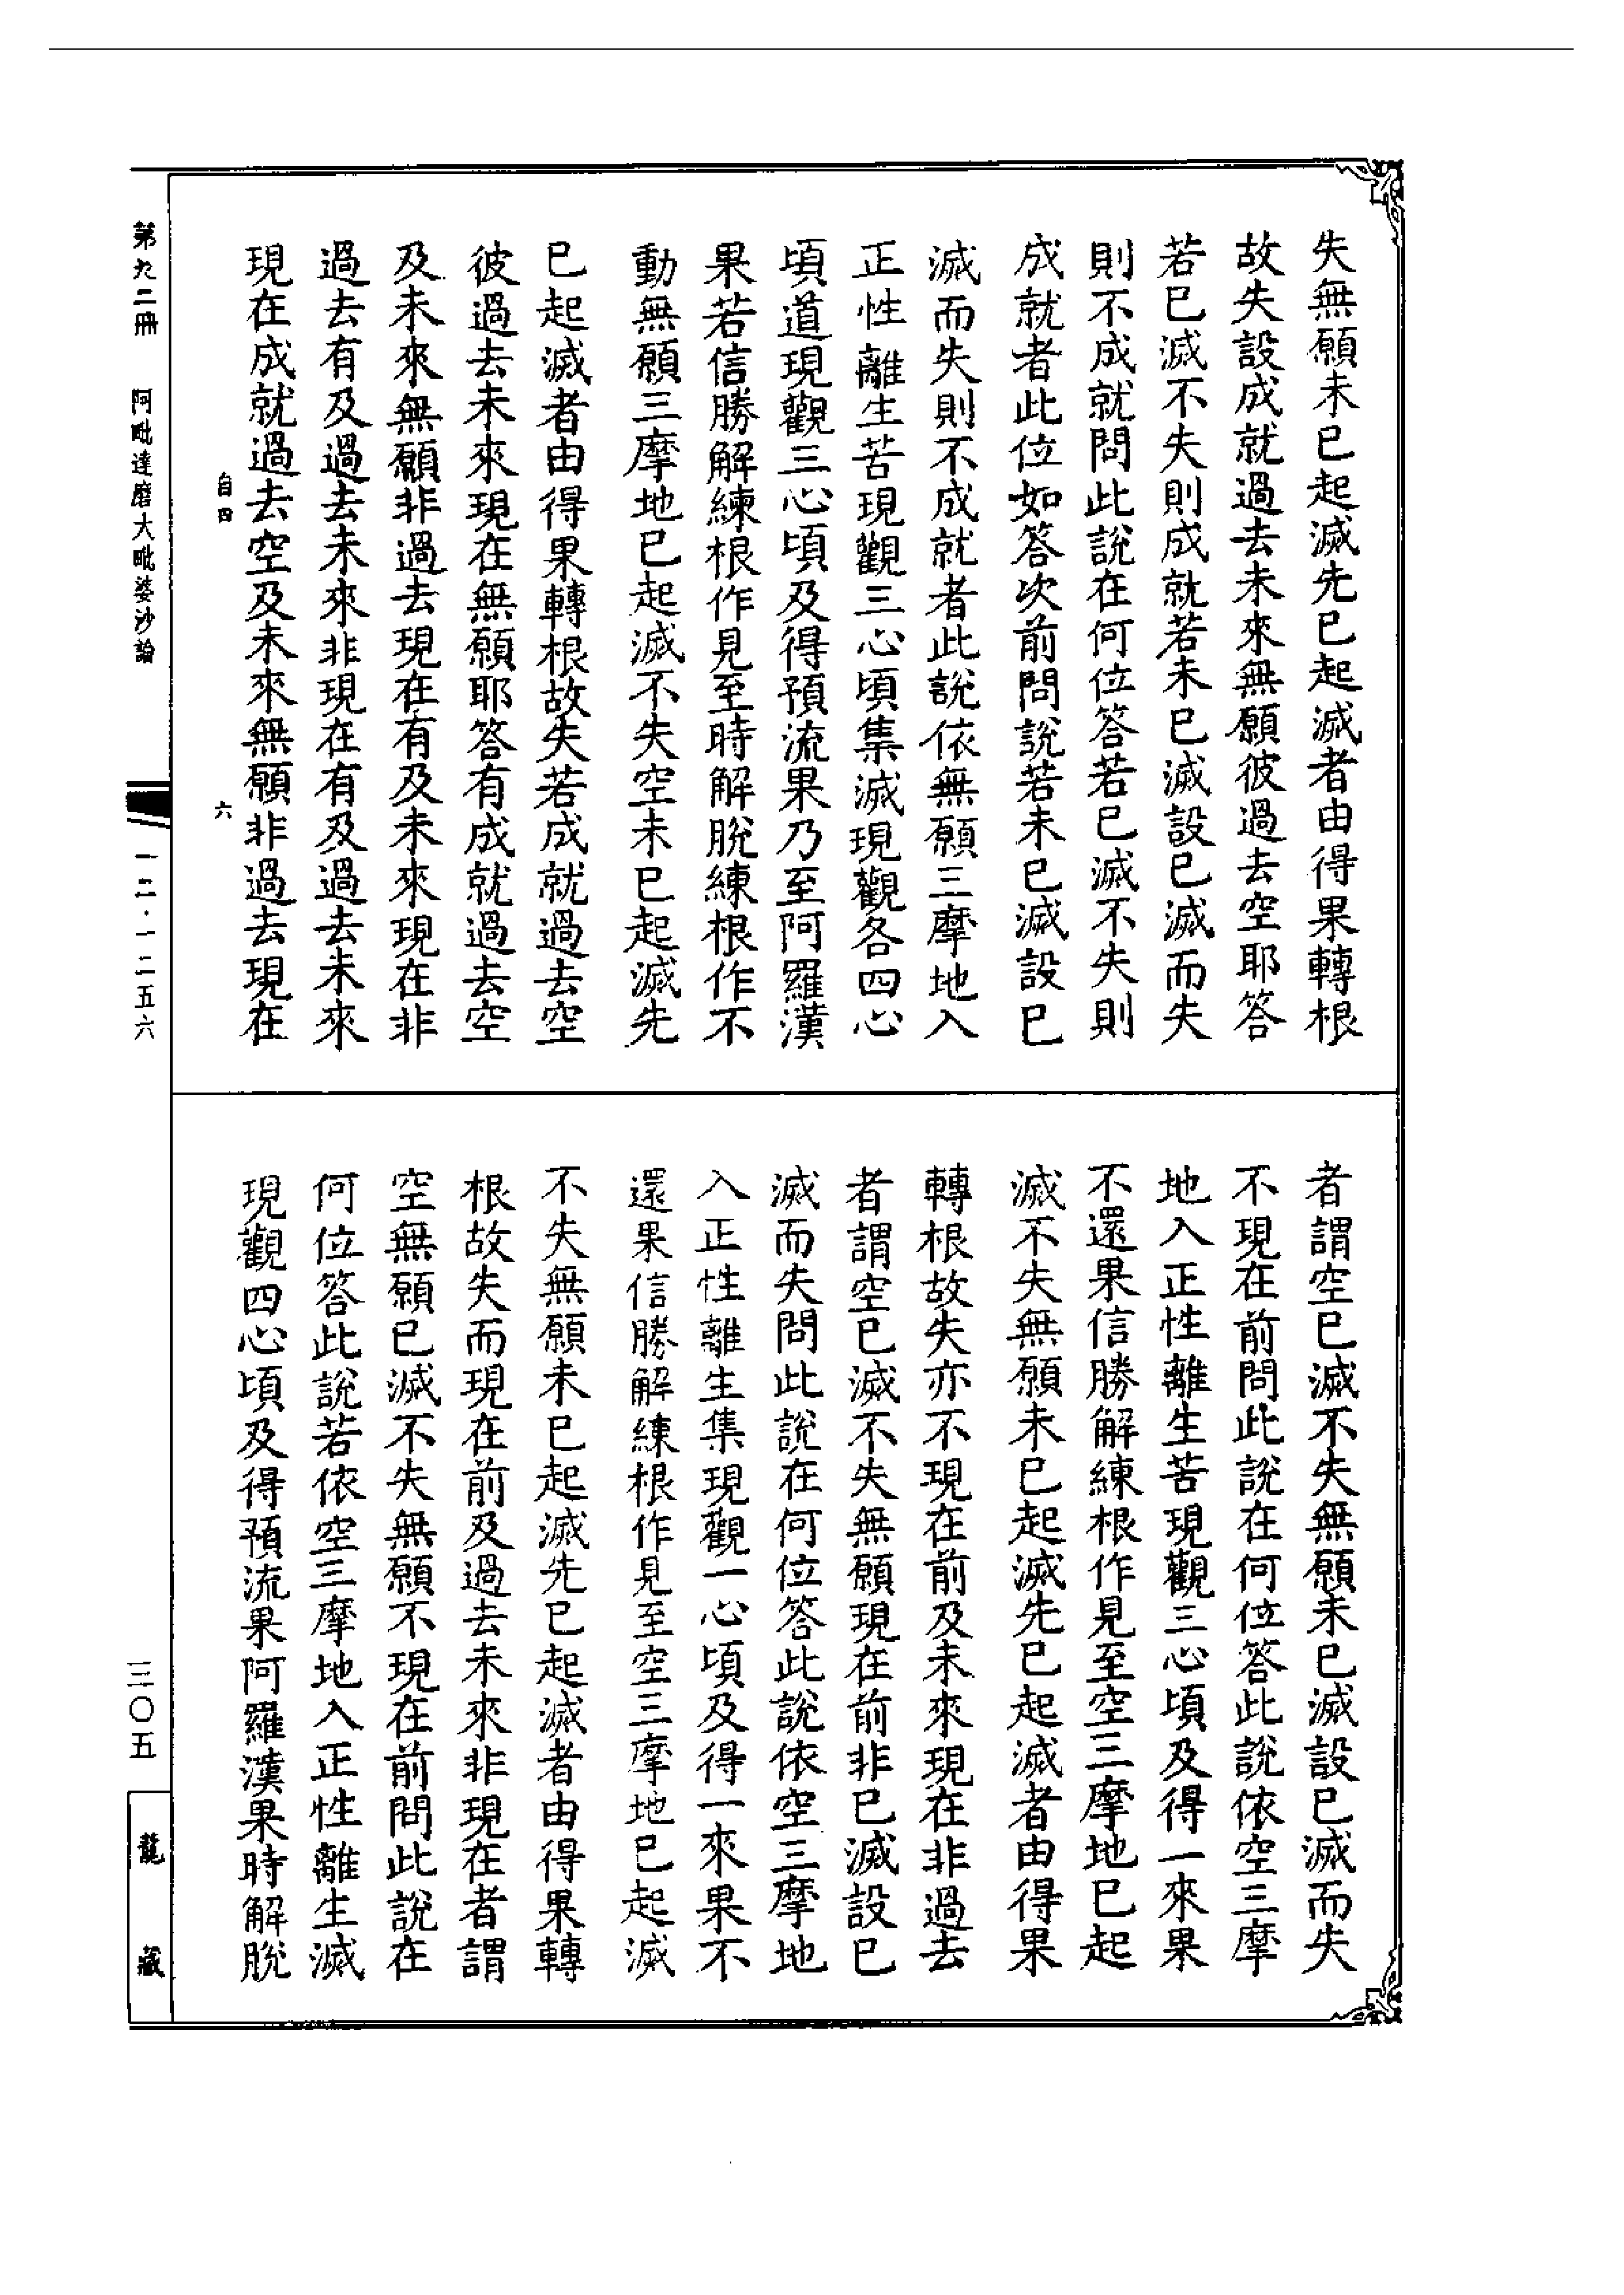 失無願未已起滅先已起滅者由得果轉根
故失設成就過去未來無願彼過去空耶答
若已滅不失則成就若未已滅設已滅而失
則不成就問此說在何位答若已滅不失則
成就者此位如答次前問說若未已滅設已
滅而失則不成就者此說依無願三摩地入
正性離生苦現觀三心頃集滅現觀各四心
頃道現觀三心頃及得預流果乃至阿羅漢
果若信勝解練根作見至時解脫練根作不
動無願三摩地已起滅不失空未已起滅先
已起滅者由得果轉根故失若成就過去空
彼過去未來現在無願耶答有成就過去空
及未來無願非過去現在有及未來現在非
過去有及過去未來非現在有及過去未來
現在成就過去空及未來無願非過去現在
者謂空已滅不失無願未已滅設已滅而失
不現在前問此說在何位答此說依空三摩
地入正性離生苦現觀三心頃及得一來果
不還果信勝解練根作見至空三摩地已起
滅不失無願未已起滅先已起滅者由得果
轉根故失亦不現在前及未來現在非過去
者謂空已滅不失無願現在前非已滅設已
滅而失問此說在何位答此說依空三摩地
入正性離生集現觀一心頃及得一來果不
還果信勝解練根作見至空三摩地已起滅
不失無願未已起滅先已起滅者由得果轉
根故失而現在前及過去未來非現在者謂
空無願已滅不失無願不現在前問此說在
何位答此說若依空三摩地入正性離生滅
現觀四心頃及得預流果阿羅漢果時解脫
自四
六
第九二冊 阿毗達磨大毗婆沙論
一二·一二五六
三〇五
龍藏